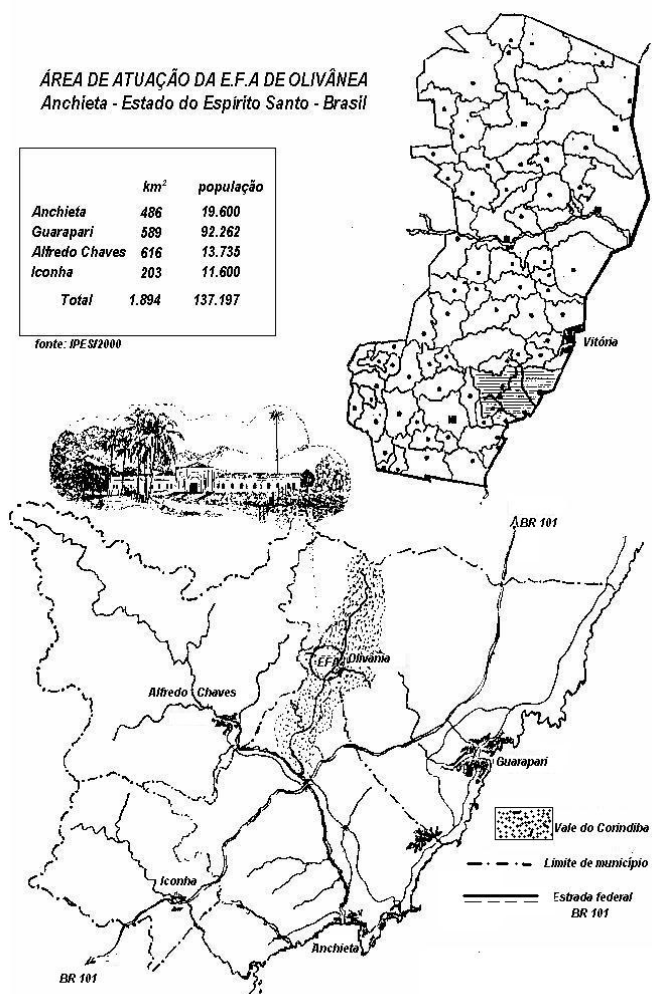 ÁREA DE ATUAÇÃO DA E.F.A DE OLIVÂNEA
Anchieta - Estado do Espírito Santo - Brasil
km² população
Anchieta 486 19.600
Guarapari 589 92.262
Alfredo Chaves 616 13.735
Iconha 203 11.600
Total 1.894 137.197
fonte: IPES/2000
Vitória
BR 101
EFA
Olivânia
Alfredo Chaves
Guarapari
Vale do Corindiba
Limite de município
Iconha
Estrada federal
BR 101
Anchieta
BR 101